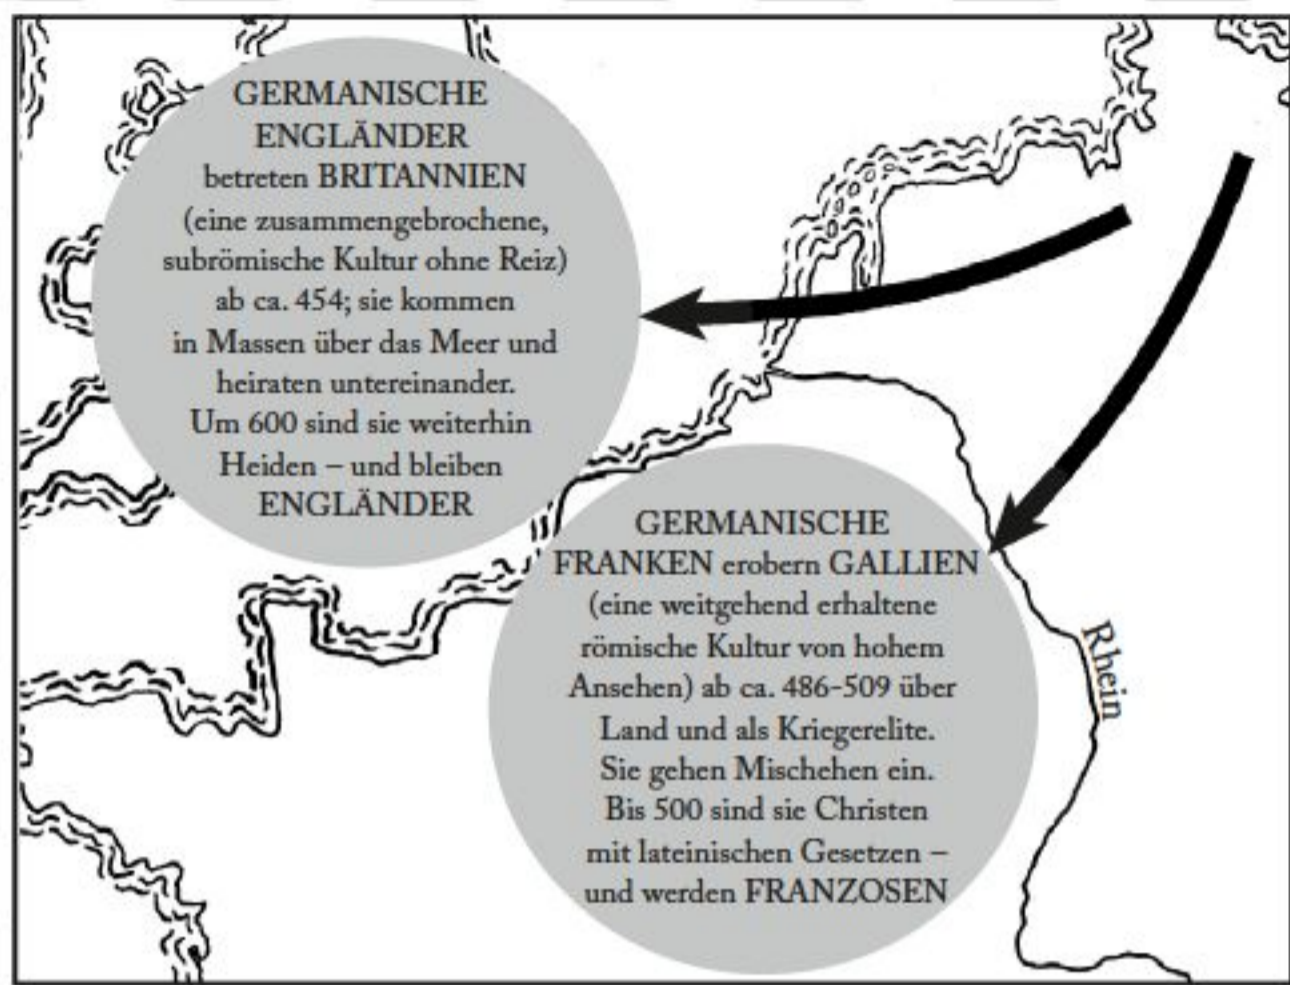 GERMANISCHE
ENGLÄNDER
betreten BRITANNIEN
(eine zusammengebrochene,
subrömische Kultur ohne Reiz)
ab ca. 454; sie kommen
in Massen über das Meer und
heiraten untereinander.
Um 600 sind sie weiterhin
Heiden – und bleiben
ENGLÄNDER
GERMANISCHE
FRANKEN erobern GALLIEN
(eine weitgehend erhaltene
römische Kultur von hohem
Ansehen) ab ca. 486-509 über
Land und als Kriegerelite.
Sie gehen Mischehen ein.
Bis 500 sind sie Christen
mit lateinischen Gesetzen –
und werden FRANZOSEN
Rhein